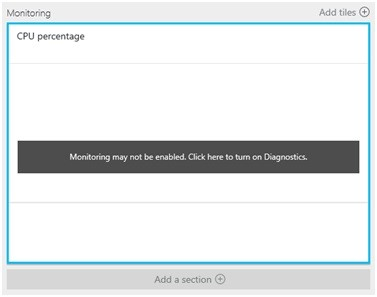 Monitoring
Add tiles
CPU percentage
Monitoring may not be enabled. Click here to turn on Diagnostics.
Add a section